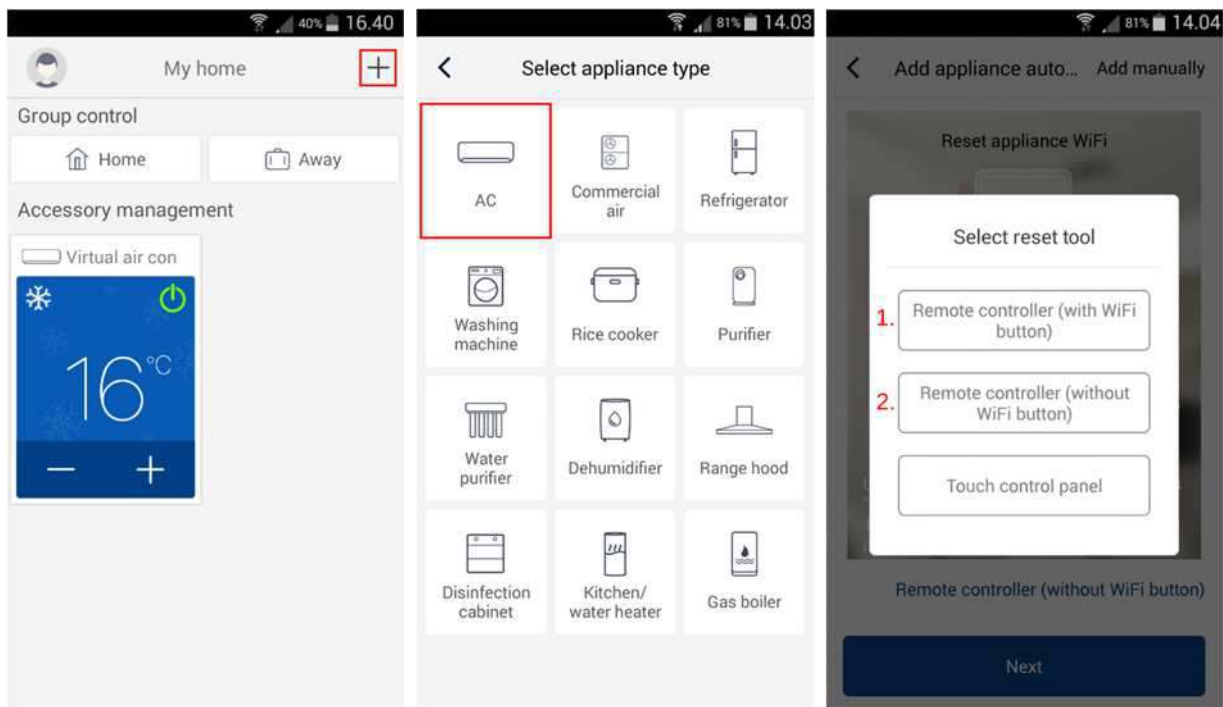 40% 16.40
My home
Group control
Home
Away
Accessory management
Virtual air con
16°C
81% 14.03
Select appliance type
AC
Commercial
air
Refrigerator
Washing
machine
Rice cooker
Purifier
Water
purifier
Dehumidifier
Range hood
Disinfection
cabinet
Kitchen/
water heater
Gas boiler
81% 14.04
Add appliance auto... Add manually
Reset appliance WiFi
Select reset tool
1. Remote controller (with WiFi
button)
2. Remote controller (without
WiFi button)
Touch control panel
Remote controller (without WiFi button)
Next